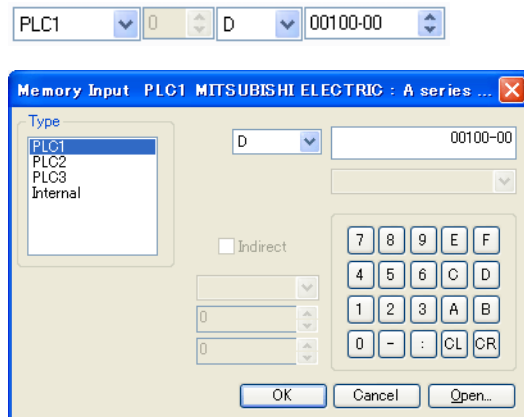 PLC1 0 D 00100-00
Memory Input PLC1 MITSUBISHI ELECTRIC : A series ...
Type
PLC1
PLC2
PLC3
Internal
D 00100-00
Indirect
7 8 9 E F
4 5 6 C D
0
1 2 3 A B
0
0 - : CL CR
OK Cancel Open...